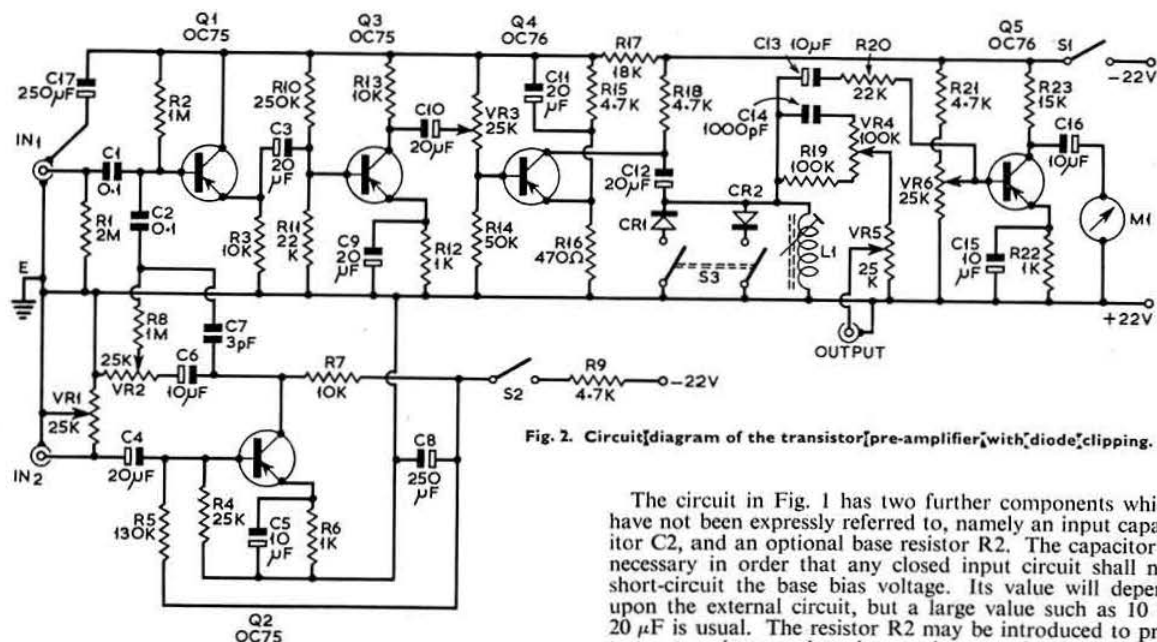 Q1
OC75
Q3
OC75
Q4
OC76
Q5
OC76
C17
250µF
R2
1M
R10
250K
R13
10K
C10
20µF
VR3
25K
C11
20
µF
R15
4.7K
R17
18K
R18
4.7K
C13
10µF
R20
22K
C14
1000pF
VR4
100K
R19
100K
R21
4.7K
R23
15K
C16
10µF
S1
-22V
IN1
C1
0.1
R1
2M
C2
0.1
C3
20
µF
R3
10K
R11
22
K
C9
20
µF
R12
1K
R14
50K
R16
470Ω
C12
20µF
CR1
CR2
S3
L1
VR5
25
K
VR6
25K
C15
10
µF
R22
1K
M1
E
+22V
OUTPUT
R8
1M
C7
3pF
25K
VR2
C6
10µF
R7
10K
S2
R9
4.7K
-22V
VR1
25K
IN2
C4
20µF
R5
130K
R4
25K
C5
10
µF
R6
1K
C8
250
µF
Q2
OC75
Fig. 2. Circuit diagram of the transistor pre-amplifier with diode clipping.
The circuit in Fig. 1 has two further components whi
have not been expressly referred to, namely an input capa
itor C2, and an optional base resistor R2. The capacitor
necessary in order that any closed input circuit shall n
short-circuit the base bias voltage. Its value will depen
upon the external circuit, but a large value such as 10
20 µF is usual. The resistor R2 may be introduced to pr